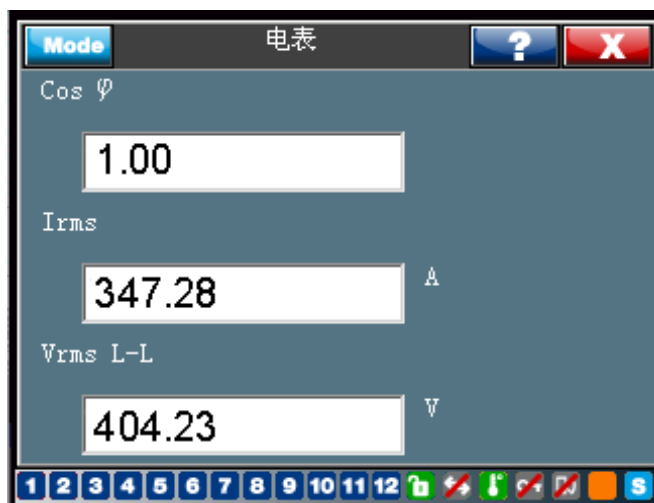 Mode 电表 ? X
Cos φ
1.00
Irms
347.28 A
Vrms L-L
404.23 V
1 2 3 4 5 6 7 8 9 10 11 12 S